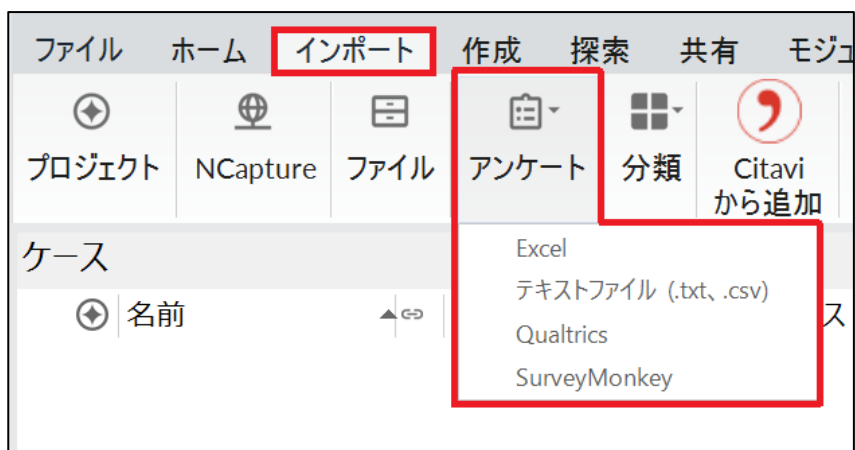 ファイル ホーム インポート 作成 探索 共有 モジュ
プロジェクト NCapture ファイル アンケート 分類 Citavi
から追加
ケース
名前 ス
Excel
テキストファイル (.txt、.csv)
Qualtrics
SurveyMonkey